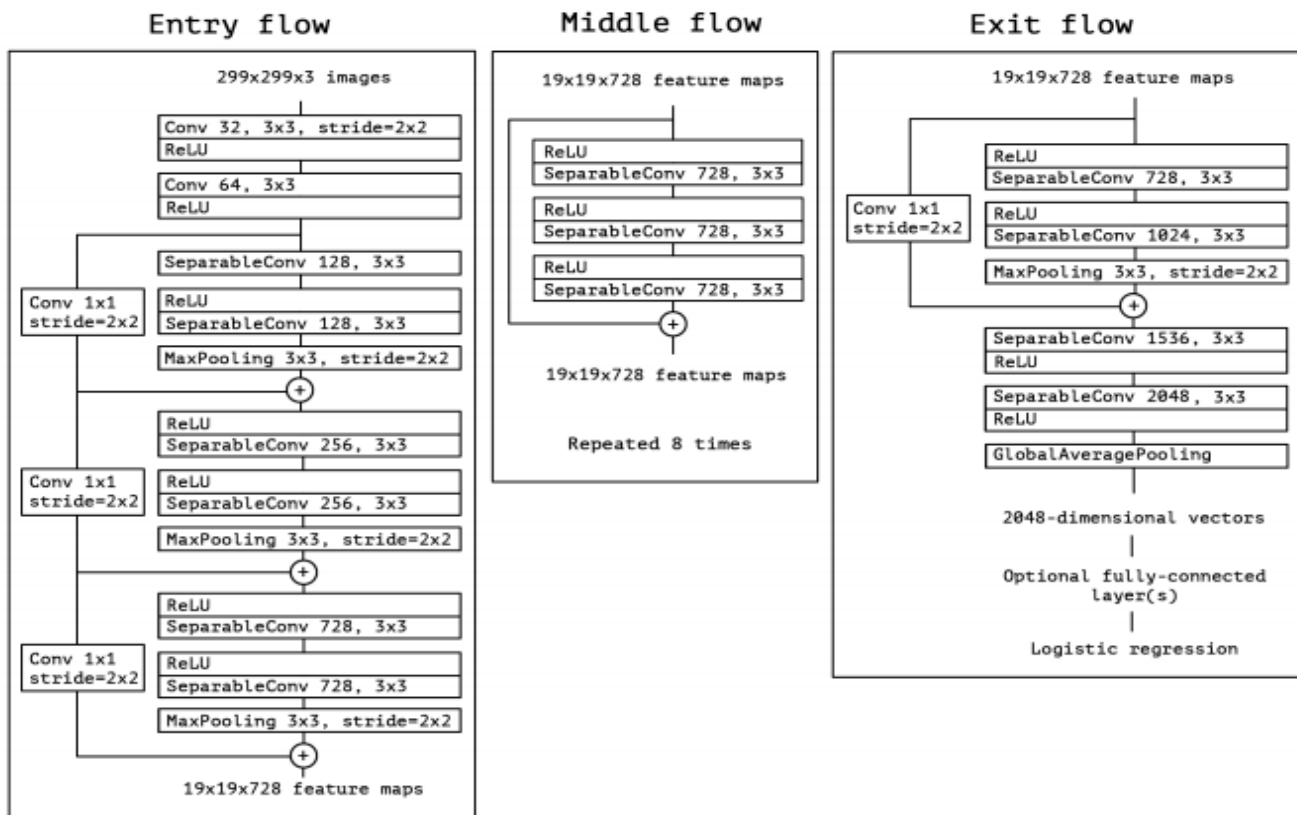 Entry flow
299x299x3 images
Conv 32, 3x3, stride=2x2
ReLU
Conv 64, 3x3
ReLU
SeparableConv 128, 3x3
Conv 1x1
stride=2x2
ReLU
SeparableConv 128, 3x3
MaxPooling 3x3, stride=2x2
+
ReLU
SeparableConv 256, 3x3
Conv 1x1
stride=2x2
ReLU
SeparableConv 256, 3x3
MaxPooling 3x3, stride=2x2
+
ReLU
SeparableConv 728, 3x3
Conv 1x1
stride=2x2
ReLU
SeparableConv 728, 3x3
MaxPooling 3x3, stride=2x2
+
19x19x728 feature maps
Middle flow
19x19x728 feature maps
ReLU
SeparableConv 728, 3x3
ReLU
SeparableConv 728, 3x3
ReLU
SeparableConv 728, 3x3
+
19x19x728 feature maps
Repeated 8 times
Exit flow
19x19x728 feature maps
ReLU
SeparableConv 728, 3x3
Conv 1x1
stride=2x2
ReLU
SeparableConv 1024, 3x3
MaxPooling 3x3, stride=2x2
+
SeparableConv 1536, 3x3
ReLU
SeparableConv 2048, 3x3
ReLU
GlobalAveragePooling
2048-dimensional vectors
Optional fully-connected
layer(s)
Logistic regression